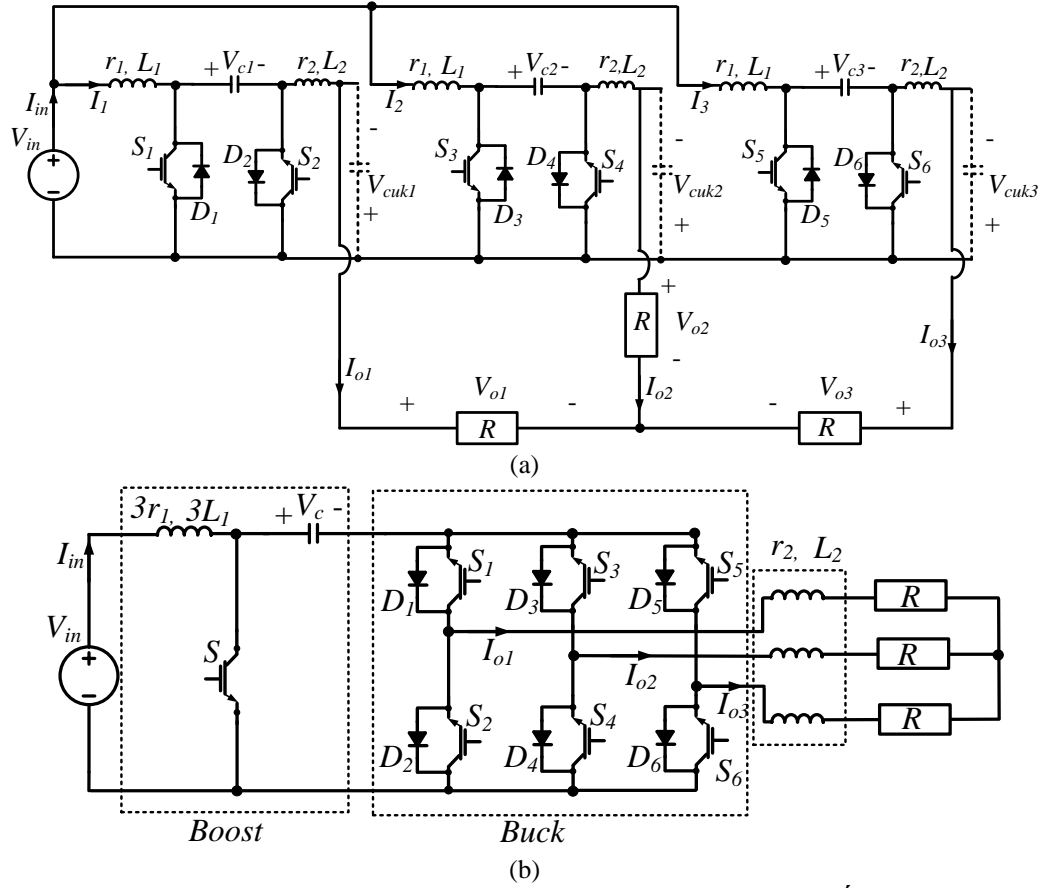 r1, L1
+ Vc1 -
r2,L2
r1, L1
+ Vc2 -
r2,L2
r1, L1
+ Vc3 -
r2,L2
Iin
I1
I2
I3
Vin
+
-
S1
D1
D2
S2
-
Vcuk1
+
S3
D3
D4
S4
-
Vcuk2
+
S5
D5
D6
S6
-
Vcuk3
+
+
R
Vo2
-
Io1
Io2
Io3
+
Vo1
-
R
-
Vo3
+
R
(a)
3r1, 3L1
+ Vc -
Iin
Vin
+
-
S
Boost
D1
S1
D3
S3
D5
S5
Io1
Io2
Io3
D2
S2
D4
S4
D6
S6
Buck
r2, L2
R
R
R
(b)